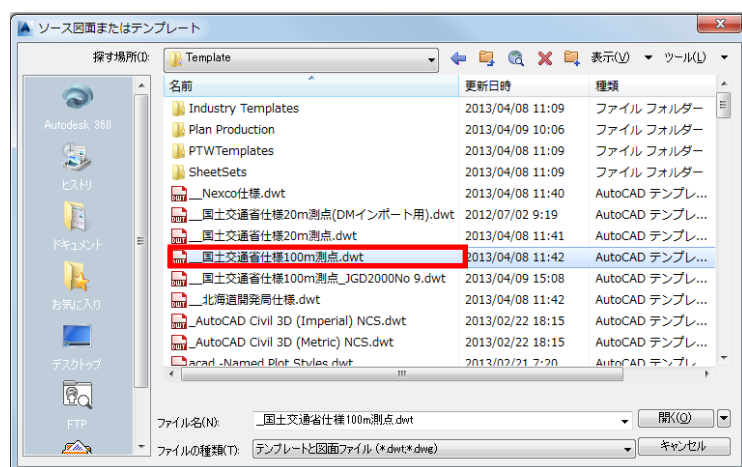 ソース図面またはテンプレート
探す場所(I):
Template
表示(V)
ツール(L)
名前
更新日時
種類
Industry Templates 2013/04/08 11:09 ファイル フォルダー
Plan Production 2013/04/09 10:06 ファイル フォルダー
PTWTemplates 2013/04/08 11:09 ファイル フォルダー
SheetSets 2013/04/08 11:09 ファイル フォルダー
__Nexco仕様.dwt 2013/04/08 11:40 AutoCAD テンプレ...
__国土交通省仕様20m測点(DMインポート用).dwt 2012/07/02 9:19 AutoCAD テンプレ...
__国土交通省仕様20m測点.dwt 2013/04/08 11:41 AutoCAD テンプレ...
__国土交通省仕様100m測点.dwt 2013/04/08 11:42 AutoCAD テンプレ...
__国土交通省仕様100m測点_JGD2000No 9.dwt 2013/04/09 15:08 AutoCAD テンプレ...
__北海道開発局仕様.dwt 2013/04/08 11:42 AutoCAD テンプレ...
_AutoCAD Civil 3D (Imperial) NCS.dwt 2013/02/22 18:15 AutoCAD テンプレ...
_AutoCAD Civil 3D (Metric) NCS.dwt 2013/02/22 18:15 AutoCAD テンプレ...
acad -Named Plot Styles.dwt 2013/02/21 7:20 AutoCAD テンプレ...
Autodesk 360
ヒストリ
ドキュメント
お気に入り
デスクトップ
FTP
ファイル名(N):
_国土交通省仕様100m測点.dwt
開く(O)
ファイルの種類(T):
テンプレートと図面ファイル (*.dwt;*.dwg)
キャンセル